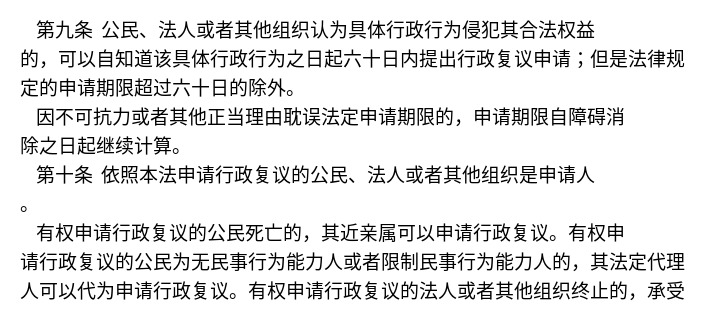 第九条 公民、法人或者其他组织认为具体行政行为侵犯其合法权益
的，可以自知道该具体行政行为之日起六十日内提出行政复议申请；但是法律规
定的申请期限超过六十日的除外。
因不可抗力或者其他正当理由耽误法定申请期限的，申请期限自障碍消
除之日起继续计算。
第十条 依照本法申请行政复议的公民、法人或者其他组织是申请人
。
有权申请行政复议的公民死亡的，其近亲属可以申请行政复议。有权申
请行政复议的公民为无民事行为能力人或者限制民事行为能力人的，其法定代理
人可以代为申请行政复议。有权申请行政复议的法人或者其他组织终止的，承受